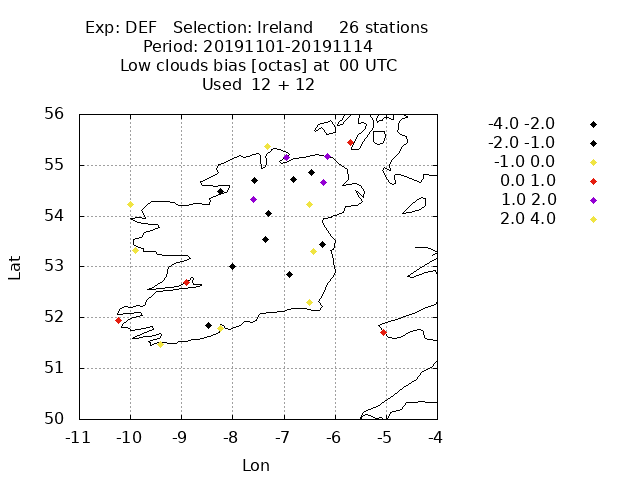 Exp: DEF   Selection: Ireland     26 stations
Period: 20191101-20191114
Low clouds bias [octas] at  00 UTC
Used  12 + 12
56
55
54
53
52
51
50
-11 -10 -9 -8 -7 -6 -5 -4
Lat
Lon
-4.0 -2.0
-2.0 -1.0
-1.0 0.0
0.0 1.0
1.0 2.0
2.0 4.0